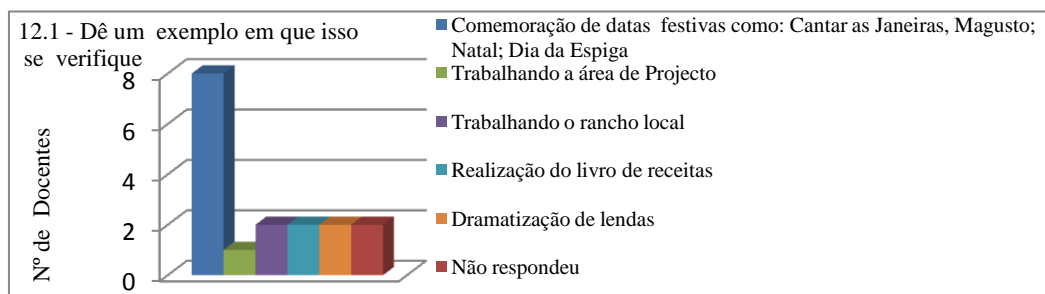 12.1 - Dê um exemplo em que isso
se verifique
8
6
4
2
0
Nº de Docentes
Comemoração de datas festivas como: Cantar as Janeiras, Magusto;
Natal; Dia da Espiga
Trabalhando a área de Projecto
Trabalhando o rancho local
Realização do livro de receitas
Dramatização de lendas
Não respondeu